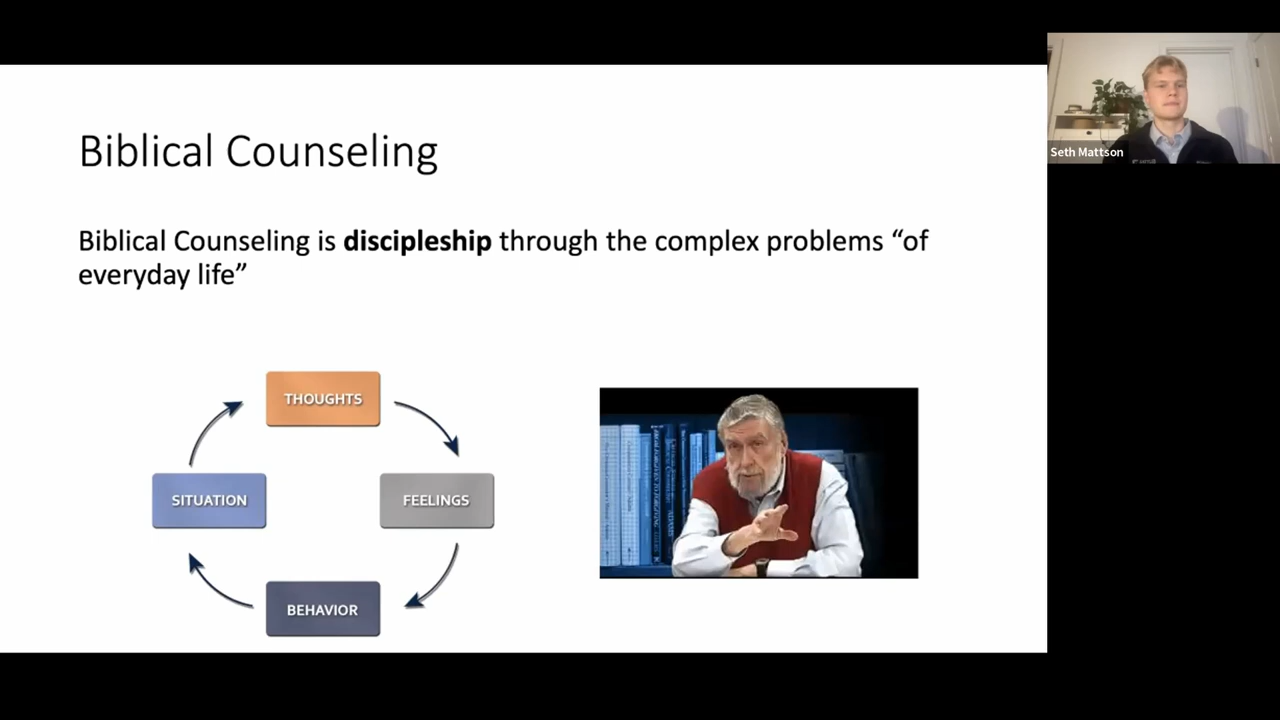 Biblical Counseling
Biblical Counseling is discipleship through the complex problems “of
everyday life”
THOUGHTS
SITUATION
FEELINGS
BEHAVIOR
Seth Mattson